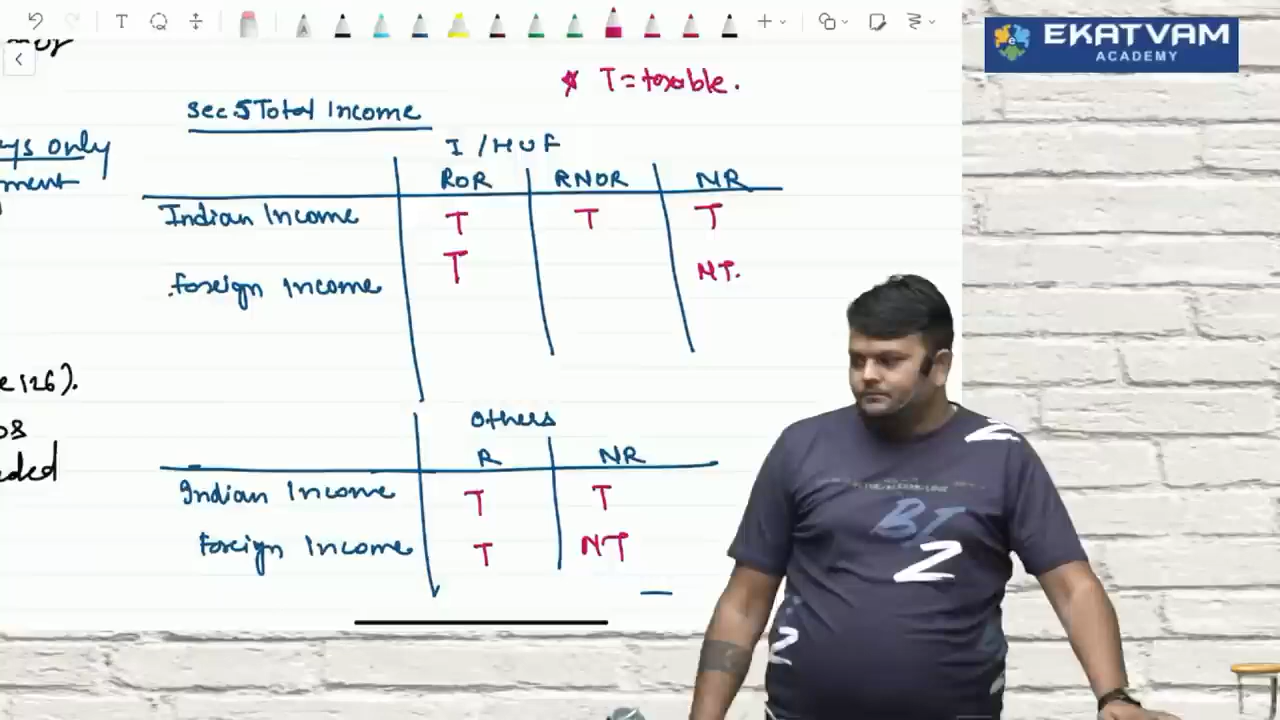 EKATVAM
ACADEMY
* T = taxable.
Sec. 5 Total Income
ys only
ment
I / HUF
ROR RNOR NR
Indian Income T T T
Foreign Income T NT.
e 126).
ded
Others
R NR
Indian Income T T
Foreign Income T NT
BI
Z
Z
Z